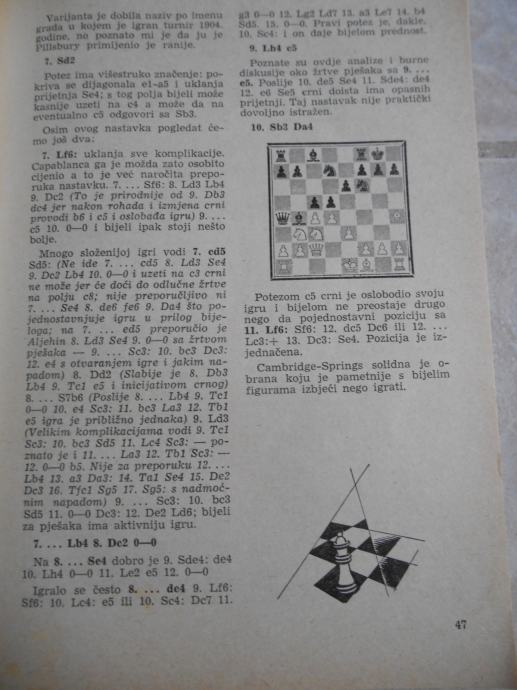 Varijanta je dobila naziv po imenu
grada u kojem je igran turnir 1904.
godine, no poznato mi je da ju je
Pillsbury primijenio je ranije.
7. Sd2
Potez ima višestruko značenje: po-
kriva se dijagonala e1-a5 i uklanja
prijetnja Se4; s tog polja bijeli može
kasnije uzeti na c4 a može da na
eventualno c5 odgovori sa Sb3.
Osim ovog nastavka pogledat će-
mo još dva:
7. Lf6: uklanja sve komplikacije.
Capablanca ga je možda zato osobito
cijenio a to je već naročita prepo-
ruka nastavku. 7. ... Sf6: 8. Ld3 Lb4
9. Dc2 (To je prirodnije od 9. Db3
dc4 jer nakon rohada i izmjena crni
provodi b6 i c5 i oslobađa igru) 9. ...
c5 10. 0—0 i bijeli ipak stoji nešto
bolje.
Mnogo složenijoj igri vodi 7. cd5
Sd5: (Ne ide 7. ... cd5 8. Ld3 Se4
9. Dc2 Lb4 10. 0—0 i uzeti na c3 crni
ne može jer će doći do odlučne žrtve
na polju c8; nije preporučljivo ni
7. ... Se4 8. de6 fe6 9. Da4 što po-
jednostavnjuje igru u prilog bije-
loga; na 7. ... ed5 preporučio je
Aljehin 8. Ld3 Se4 9. 0—0 sa žrtvom
pješaka — 9. ... Sc3: 10. bc3 Dc3:
12. e4 s otvaranjem igre i jakim na-
padom) 8. Dd2 (Slabije je 8. Db3
Lb4 9. Tc1 e5 i inicijativom crnog)
8. ... S7b6 (Poslije 8. ... Lb4 9. Tc1
0—0 10. e4 Sc3: 11. bc3 La3 12. Tb1
e5 igra je približno jednaka) 9. Ld3
(Velikim komplikacijama vodi 9. Tc1
Sc3: 10. bc3 Sd5 11. Lc4 Sc3: — po-
znato je i 11. ... La3 12. Tb1 Sc3: —
12. 0—0 b5. Nije za preporuku 12. ...
Lb4 13. a3 Da3: 14. Ta1 Se4 15. De2
Dc3 16. Tfc1 Sg5 17. Sg5: s nadmoć-
nim napadom) 9. ... Sc3: 10. bc3
Sd5 11. 0—0 Dc3: 12. De2 Ld6; bijeli
za pješaka ima aktivniju igru.
7. ... Lb4 8. Dc2 0—0
Na 8. ... Se4 dobro je 9. Sde4: de4
10. Lh4 0—0 11. Le2 e5 12. 0—0
Igralo se često 8. ... dc4 9. Lf6:
Sf6: 10. Lc4: e5 ili 10. Sc4: Dc7 11.
g3 0—0 12. Lg2 Ld7 13. a3 Le7 14. b4
Sd5 15. 0—0. Pravi potez je, dakle,
10. Sc4: i on daje bijelom prednost.
9. Lh4 c5
Poznate su ovdje analize i burne
diskusije oko žrtve pješaka sa 9. ...
e5. Poslije 10. de5 Se4 11. Sde4: de4
12. e6 Se5 crni doista ima opasnih
prijetnji. Taj nastavak nije praktički
dovoljno istražen.
10. Sb3 Da4
Potezom c5 crni je oslobodio svoju
igru i bijelom ne preostaje drugo
nego da pojednostavni poziciju sa
11. Lf6: Sf6: 12. dc5 Dc6 ili 12. ...
Lc3:+ 13. Dc3: Se4. Pozicija je iz-
jednačena.
Cambridge-Springs solidna je o-
brana koju je pametnije s bijelim
figurama izbjeći nego igrati.
47